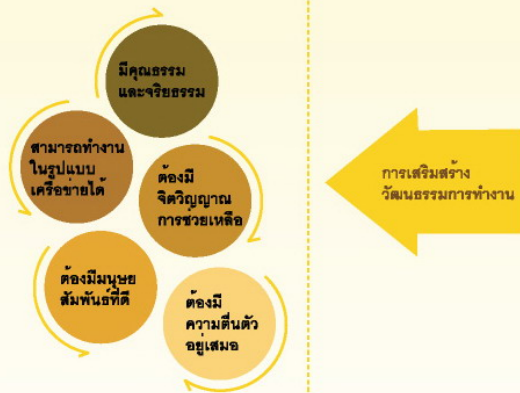 มีคุณธรรม
และจริยธรรม
สามารถทำงาน
ในรูปแบบ
เครือข่ายได้
ต้องมี
จิตวิญญาณ
การช่วยเหลือ
ต้องมีมนุษย
สัมพันธ์ที่ดี
ต้องมี
ความตื่นตัว
อยู่เสมอ
การเสริมสร้าง
วัฒนธรรมการทำงาน